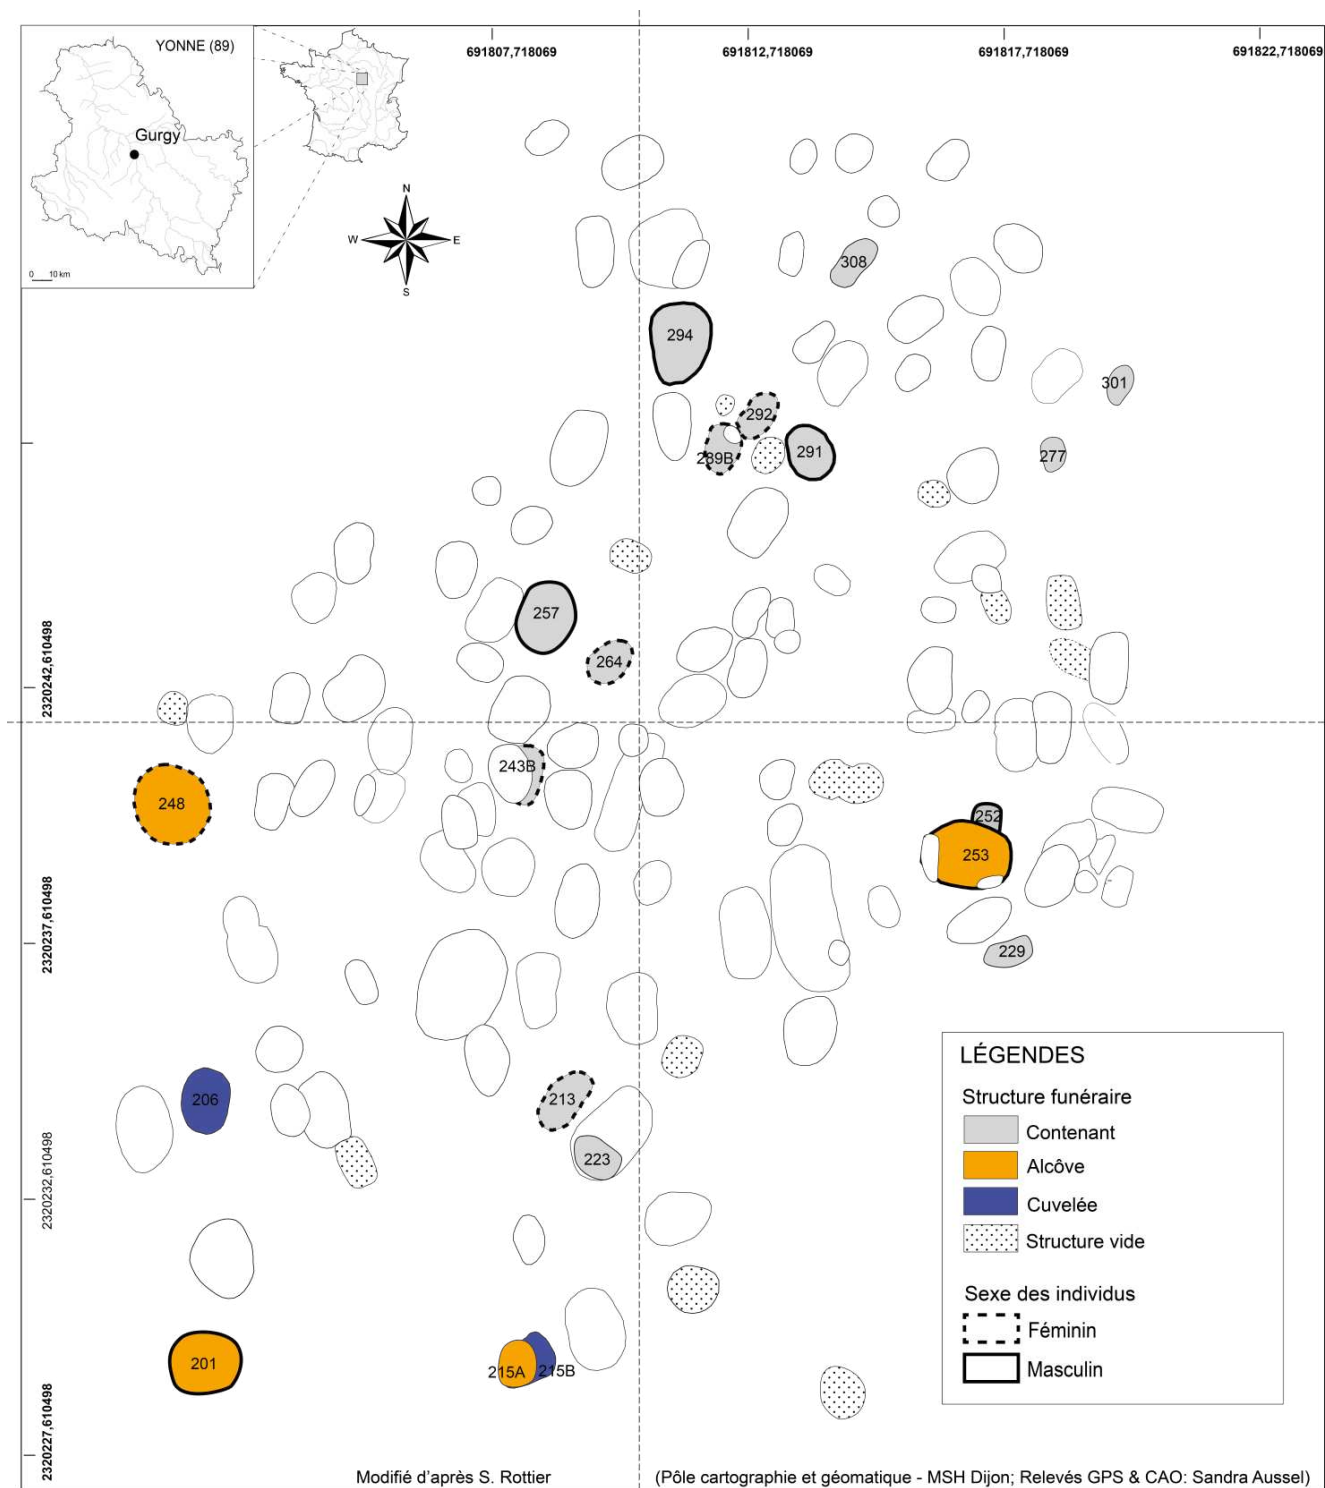 YONNE (89)
Gurgy
0 10 km
N
W E
S
691807,718069
691812,718069
691817,718069
691822,718069
308
294
301
292
289B
291
277
2320242,610498
257
264
243B
248
252
253
2320237,610498
229
206
213
223
2320232,610498
201
215A
215B
2320227,610498
LÉGENDES
Structure funéraire
Contenant
Alcôve
Cuvelée
Structure vide
Sexe des individus
Féminin
Masculin
Modifié d'après S. Rottier
(Pôle cartographie et géomatique - MSH Dijon; Relevés GPS & CAO: Sandra Aussel)